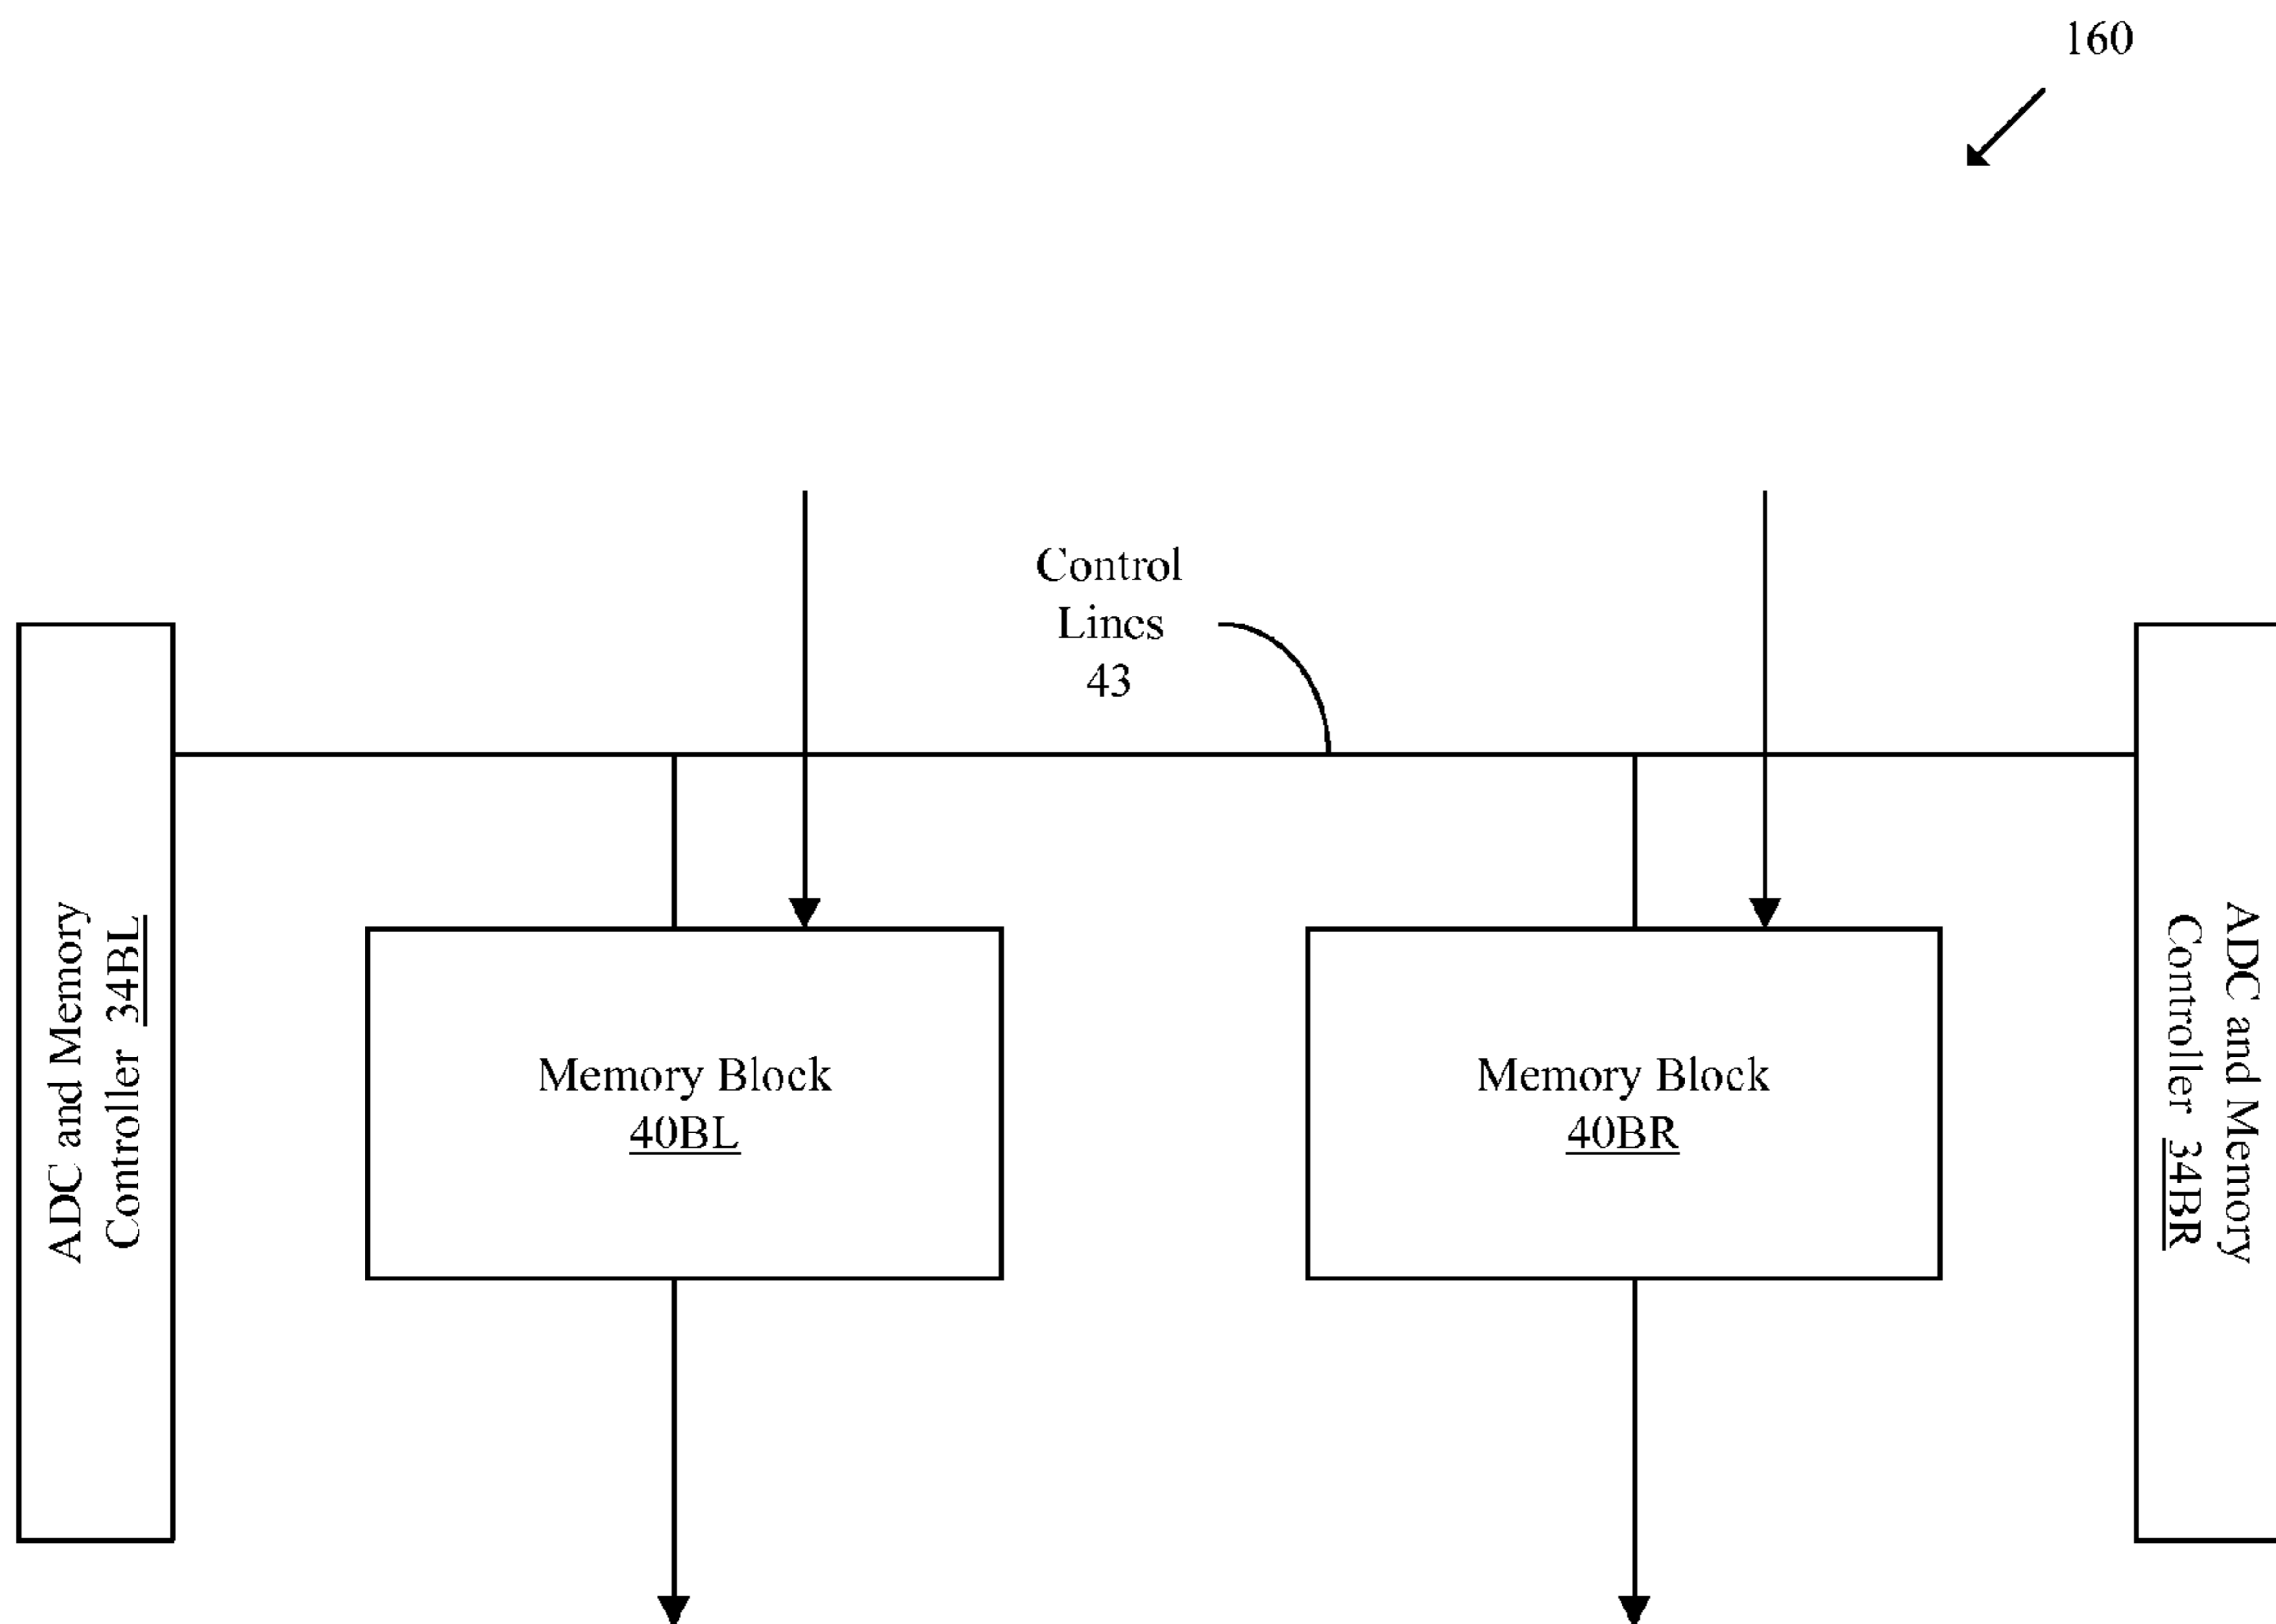 160
Control
Lines
43
ADC and Memory
Controller 34BL
Memory Block
40BL
Memory Block
40BR
ADC and Memory
Controller 34BR